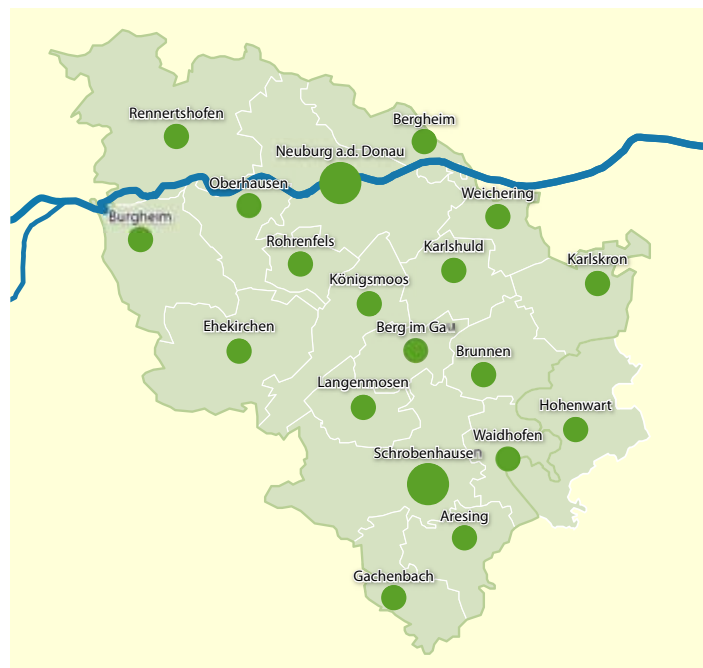 Rennertshofen
Bergheim
Neuburg a.d. Donau
Oberhausen
Weichering
Burgheim
Rohrenfels
Karlshuld
Karlskron
Königsmoos
Ehekirchen
Berg im Gau
Brunnen
Langenmosen
Hohenwart
Waidhofen
Schrobenhausen
Aresing
Gachenbach